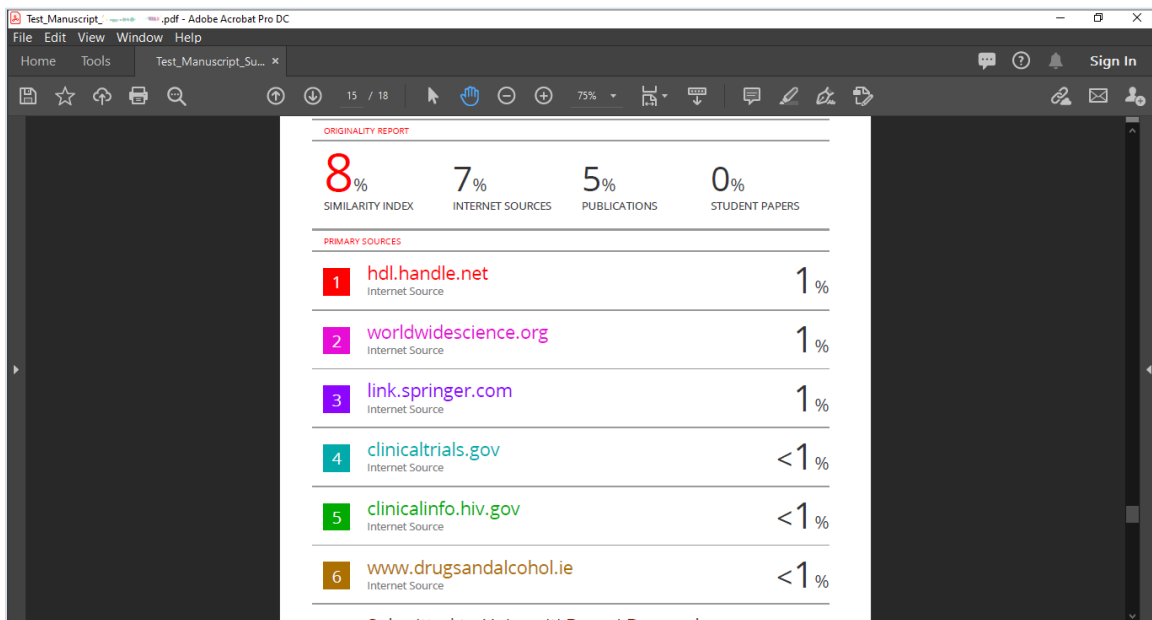 Test_Manuscript_ .pdf - Adobe Acrobat Pro DC
File Edit View Window Help
Home Tools Test_Manuscript_Su... × Sign In
15 / 18 75%
ORIGINALITY REPORT
8% 7% 5% 0%
SIMILARITY INDEX INTERNET SOURCES PUBLICATIONS STUDENT PAPERS
PRIMARY SOURCES
1 hdl.handle.net 1%
Internet Source
2 worldwidescience.org 1%
Internet Source
3 link.springer.com 1%
Internet Source
4 clinicaltrials.gov <1%
Internet Source
5 clinicalinfo.hiv.gov <1%
Internet Source
6 www.drugsandalcohol.ie <1%
Internet Source